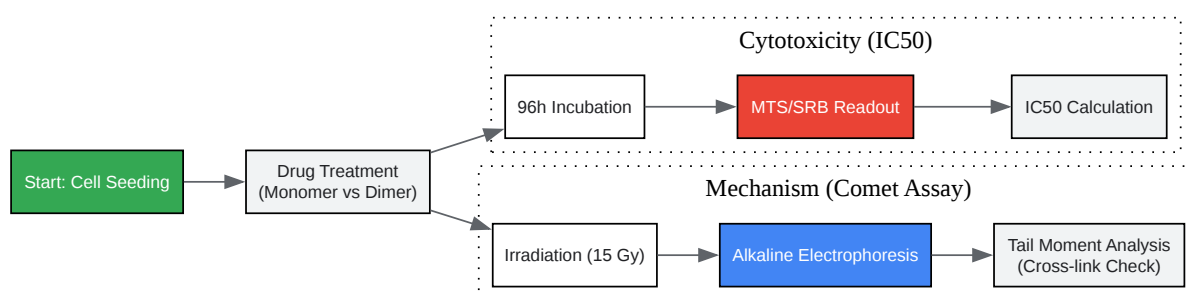 Cytotoxicity (IC50)
96h Incubation
MTS/SRB Readout
IC50 Calculation
Start: Cell Seeding
Drug Treatment
(Monomer vs Dimer)
Mechanism (Comet Assay)
Irradiation (15 Gy)
Alkaline Electrophoresis
Tail Moment Analysis
(Cross-link Check)